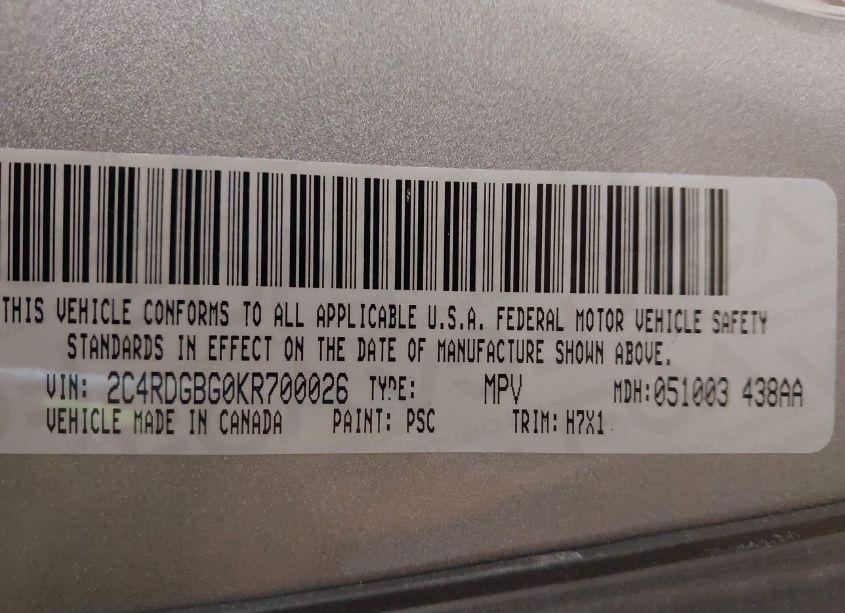 THIS VEHICLE CONFORMS TO ALL APPLICABLE U.S.A. FEDERAL MOTOR VEHICLE SAFETY
STANDARDS IN EFFECT ON THE DATE OF MANUFACTURE SHOWN ABOVE.
VIN: 2C4RDGBG0KR700026 TYPE: MPV MDH:051003 438AA
VEHICLE MADE IN CANADA PAINT: PSC TRIM: H7X1